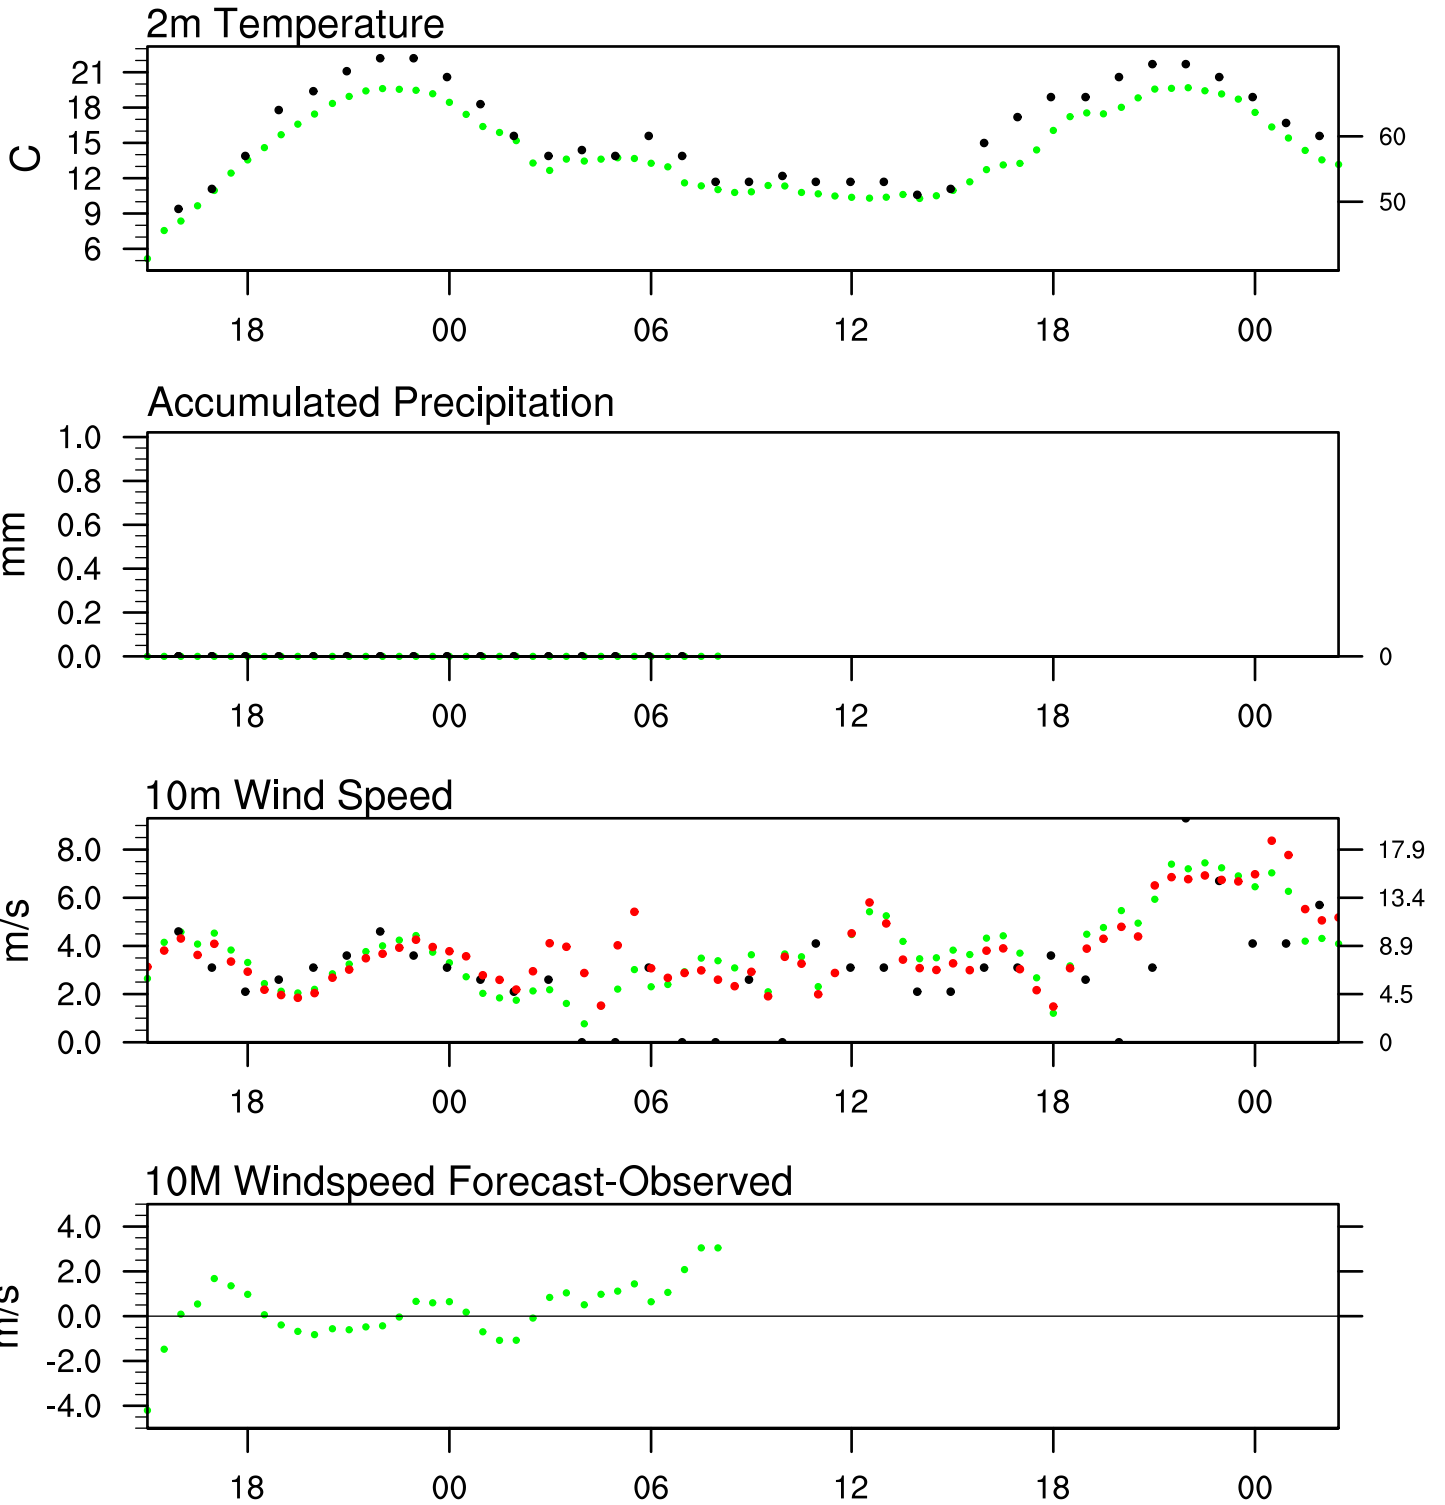 2m Temperature
21
18
15
12
9
6
C
60
50
18 00 06 12 18 00
Accumulated Precipitation
1.0
0.8
0.6
0.4
0.2
0.0
mm
0
18 00 06 12 18 00
10m Wind Speed
8.0
6.0
4.0
2.0
0.0
m/s
17.9
13.4
8.9
4.5
0
18 00 06 12 18 00
10M Windspeed Forecast-Observed
4.0
2.0
0.0
-2.0
-4.0
m/s
18 00 06 12 18 00